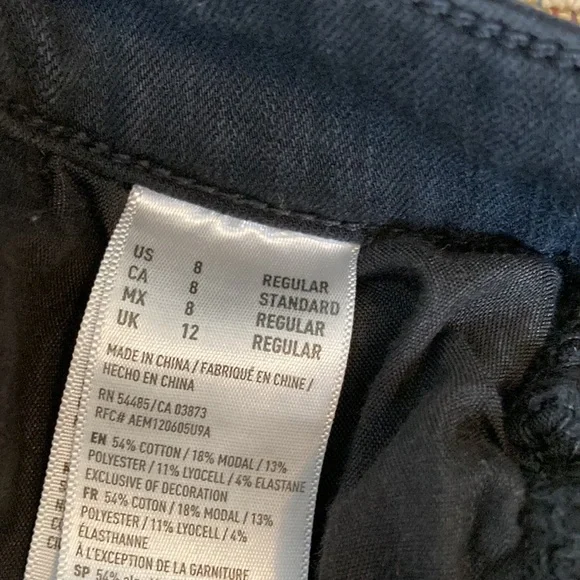 US 8 REGULAR
CA 8 STANDARD
MX 8 REGULAR
UK 12 REGULAR
MADE IN CHINA / FABRIQUÉ EN CHINE /
HECHO EN CHINA
RN 54485/CA 03873
RFC# AEM120605U9A
EN 54% COTTON / 18% MODAL / 13%
POLYESTER / 11% LYOCELL / 4% ELASTANE
EXCLUSIVE OF DECORATION
FR 54% COTON / 18% MODAL / 13%
POLYESTER / 11% LYOCELL / 4%
ÉLASTHANNE
À L'EXCEPTION DE LA GARNITURE
SP 54%